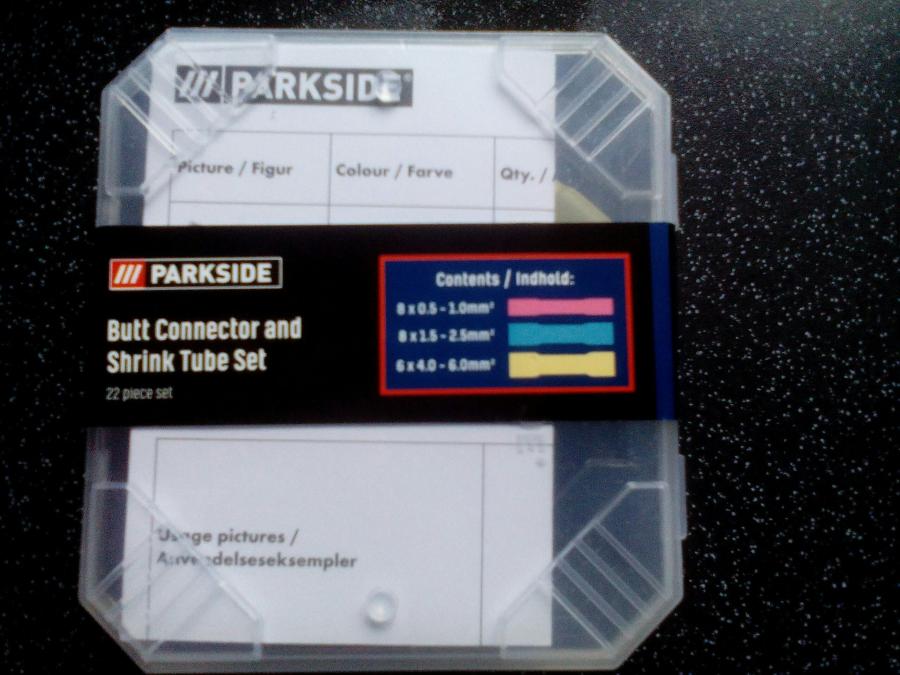 PARKSIDE
Picture / Figur
Colour / Farve
Qty. /
PARKSIDE
Butt Connector and
Shrink Tube Set
22 piece set
Contents / Indhold:
8 x 0.5 - 1.0mm²
8 x 1.5 - 2.5mm²
6 x 4.0 - 6.0mm²
Usage pictures /
Anvendelseseksempler